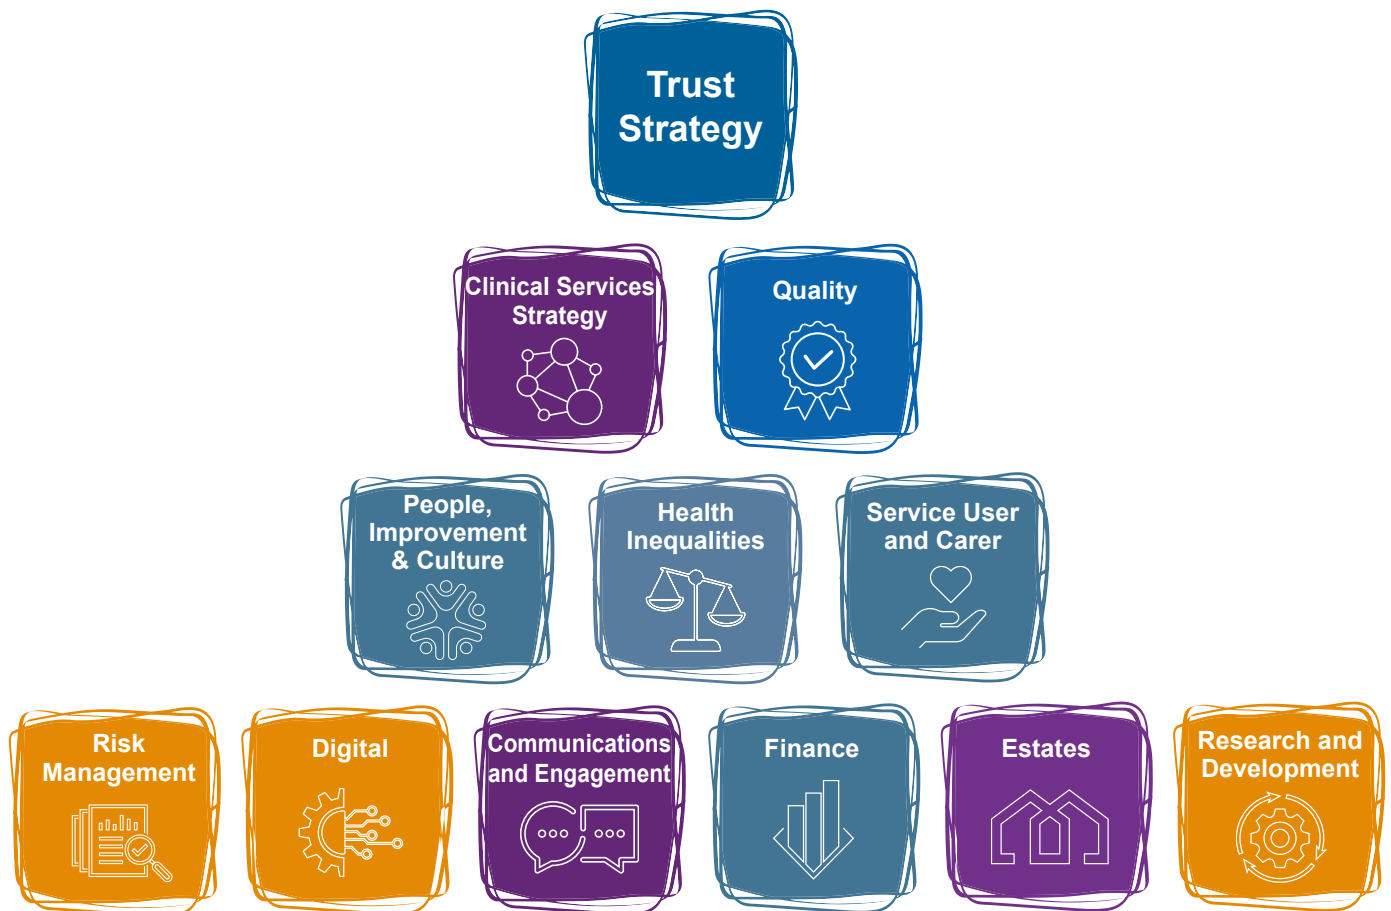 Trust
Strategy
Clinical Services
Strategy
Quality
People,
Improvement
& Culture
Health
Inequalities
Service User
and Carer
Risk
Management
Digital
Communications
and Engagement
Finance
Estates
Research and
Development